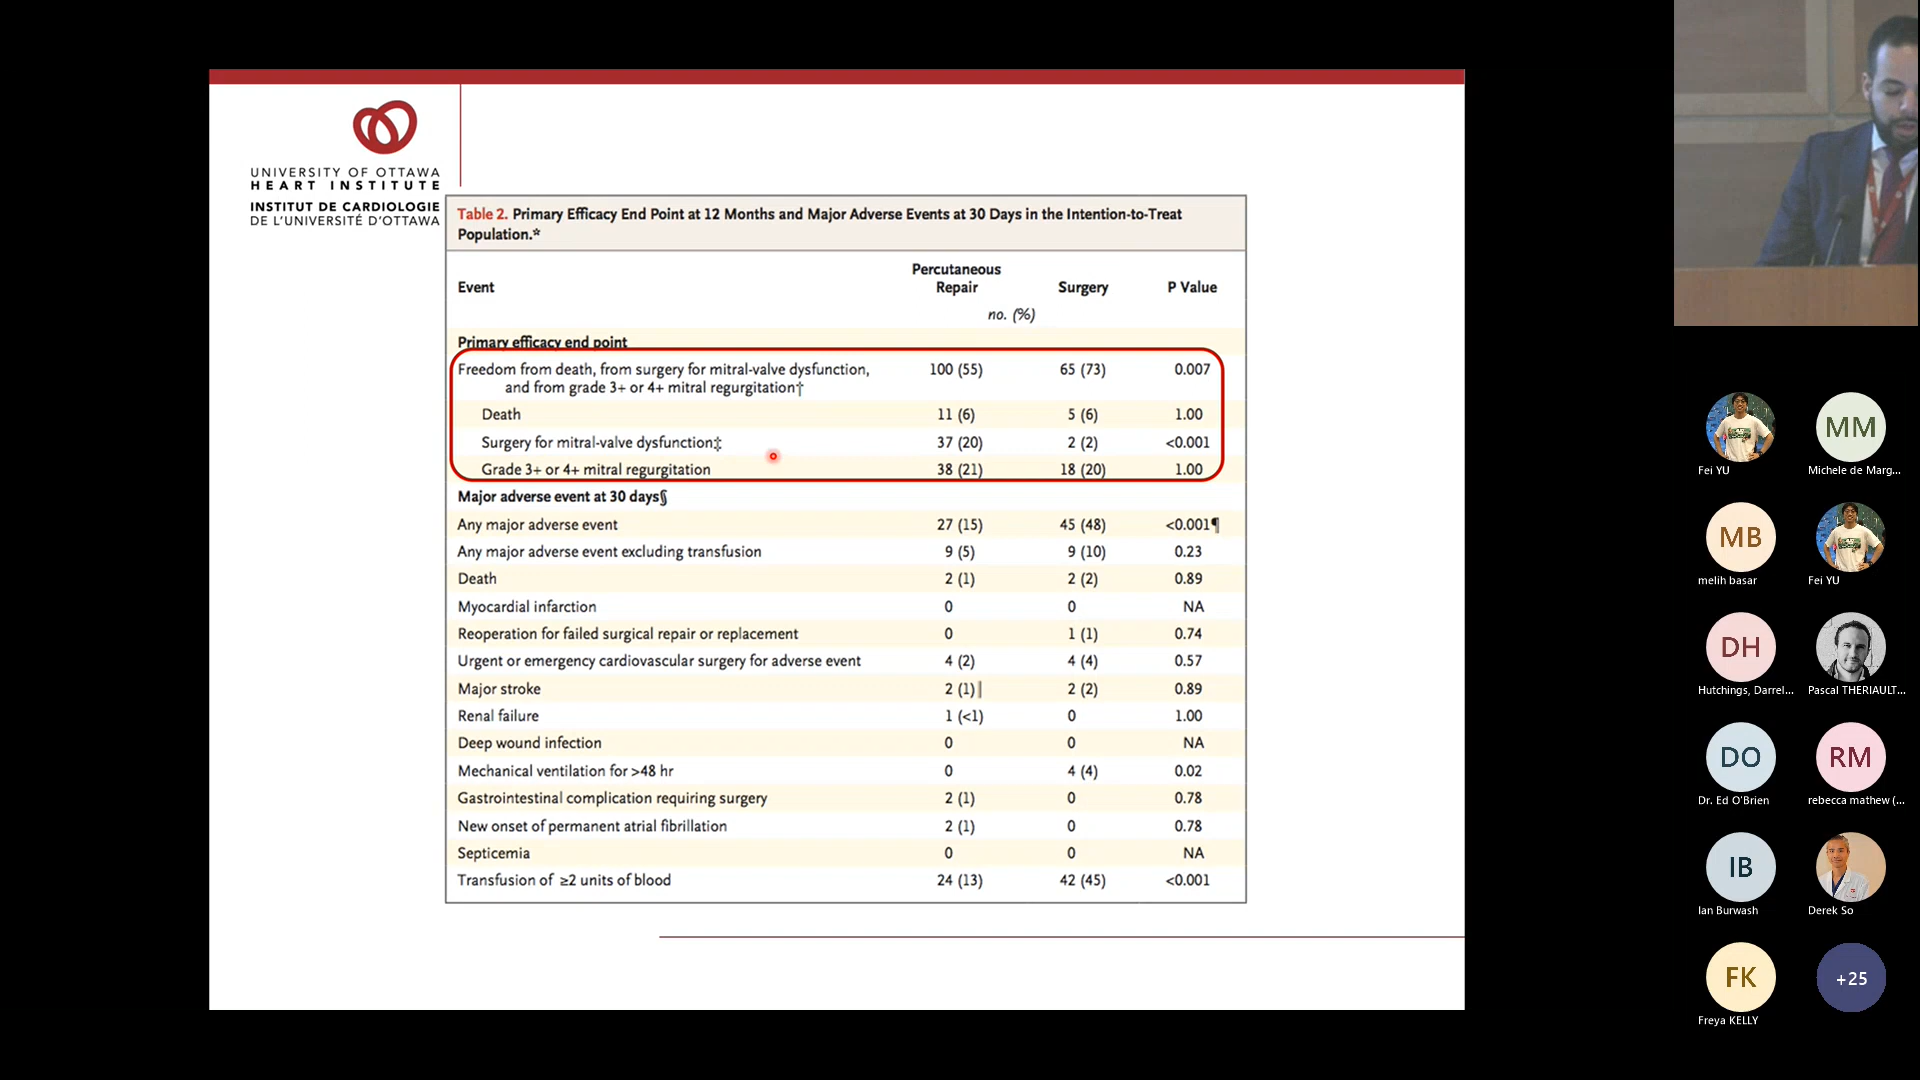 UNIVERSITY OF OTTAWA
HEART INSTITUTE
INSTITUT DE CARDIOLOGIE
DE L'UNIVERSITÉ D'OTTAWA
Table 2. Primary Efficacy End Point at 12 Months and Major Adverse Events at 30 Days in the Intention-to-Treat
Population.*
Event Percutaneous Repair Surgery P Value
no. (%)
Primary efficacy end point
Freedom from death, from surgery for mitral-valve dysfunction, 100 (55) 65 (73) 0.007
and from grade 3+ or 4+ mitral regurgitation†
Death 11 (6) 5 (6) 1.00
Surgery for mitral-valve dysfunction‡ 37 (20) 2 (2) <0.001
Grade 3+ or 4+ mitral regurgitation 38 (21) 18 (20) 1.00
Major adverse event at 30 days§
Any major adverse event 27 (15) 45 (48) <0.001¶
Any major adverse event excluding transfusion 9 (5) 9 (10) 0.23
Death 2 (1) 2 (2) 0.89
Myocardial infarction 0 0 NA
Reoperation for failed surgical repair or replacement 0 1 (1) 0.74
Urgent or emergency cardiovascular surgery for adverse event 4 (2) 4 (4) 0.57
Major stroke 2 (1)‖ 2 (2) 0.89
Renal failure 1 (<1) 0 1.00
Deep wound infection 0 0 NA
Mechanical ventilation for >48 hr 0 4 (4) 0.02
Gastrointestinal complication requiring surgery 2 (1) 0 0.78
New onset of permanent atrial fibrillation 2 (1) 0 0.78
Septicemia 0 0 NA
Transfusion of ≥2 units of blood 24 (13) 42 (45) <0.001
MM
Fei YU Michele de Marg...
MB
melih basar Fei YU
DH
Hutchings, Darrel... Pascal THERIAULT...
DO RM
Dr. Ed O'Brien rebecca mathew (...
IB
Ian Burwash Derek So
FK +25
Freya KELLY